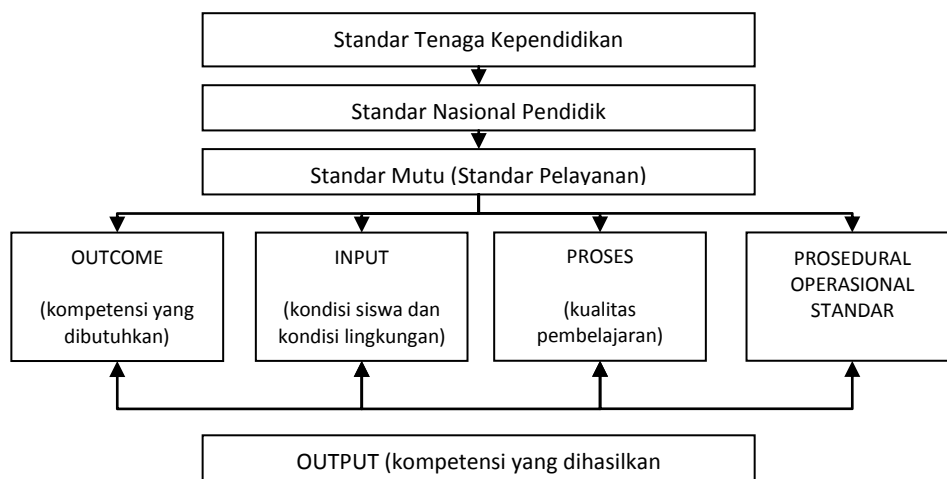 Standar Tenaga Kependidikan
Standar Nasional Pendidik
Standar Mutu (Standar Pelayanan)
OUTCOME
(kompetensi yang
dibutuhkan)
INPUT
(kondisi siswa dan
kondisi lingkungan)
PROSES
(kualitas
pembelajaran)
PROSEDURAL
OPERASIONAL
STANDAR
OUTPUT (kompetensi yang dihasilkan